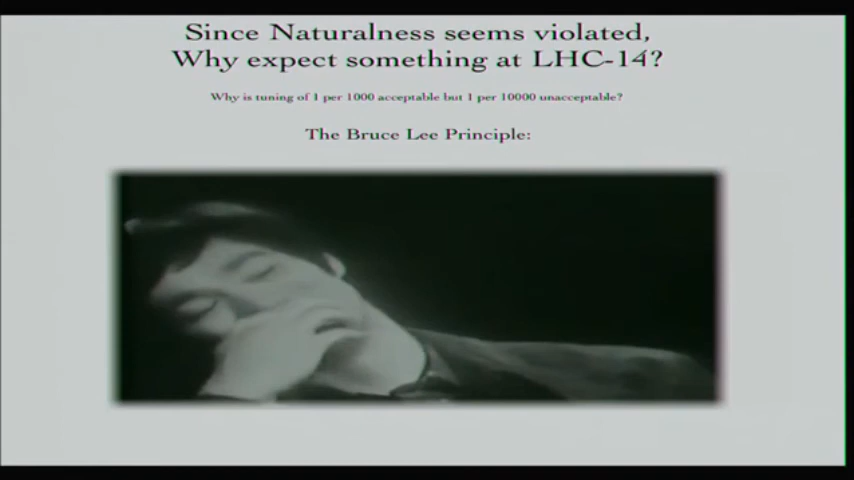 Since Naturalness seems violated,
Why expect something at LHC-14?
Why is tuning of 1 per 1000 acceptable but 1 per 10000 unacceptable?
The Bruce Lee Principle: